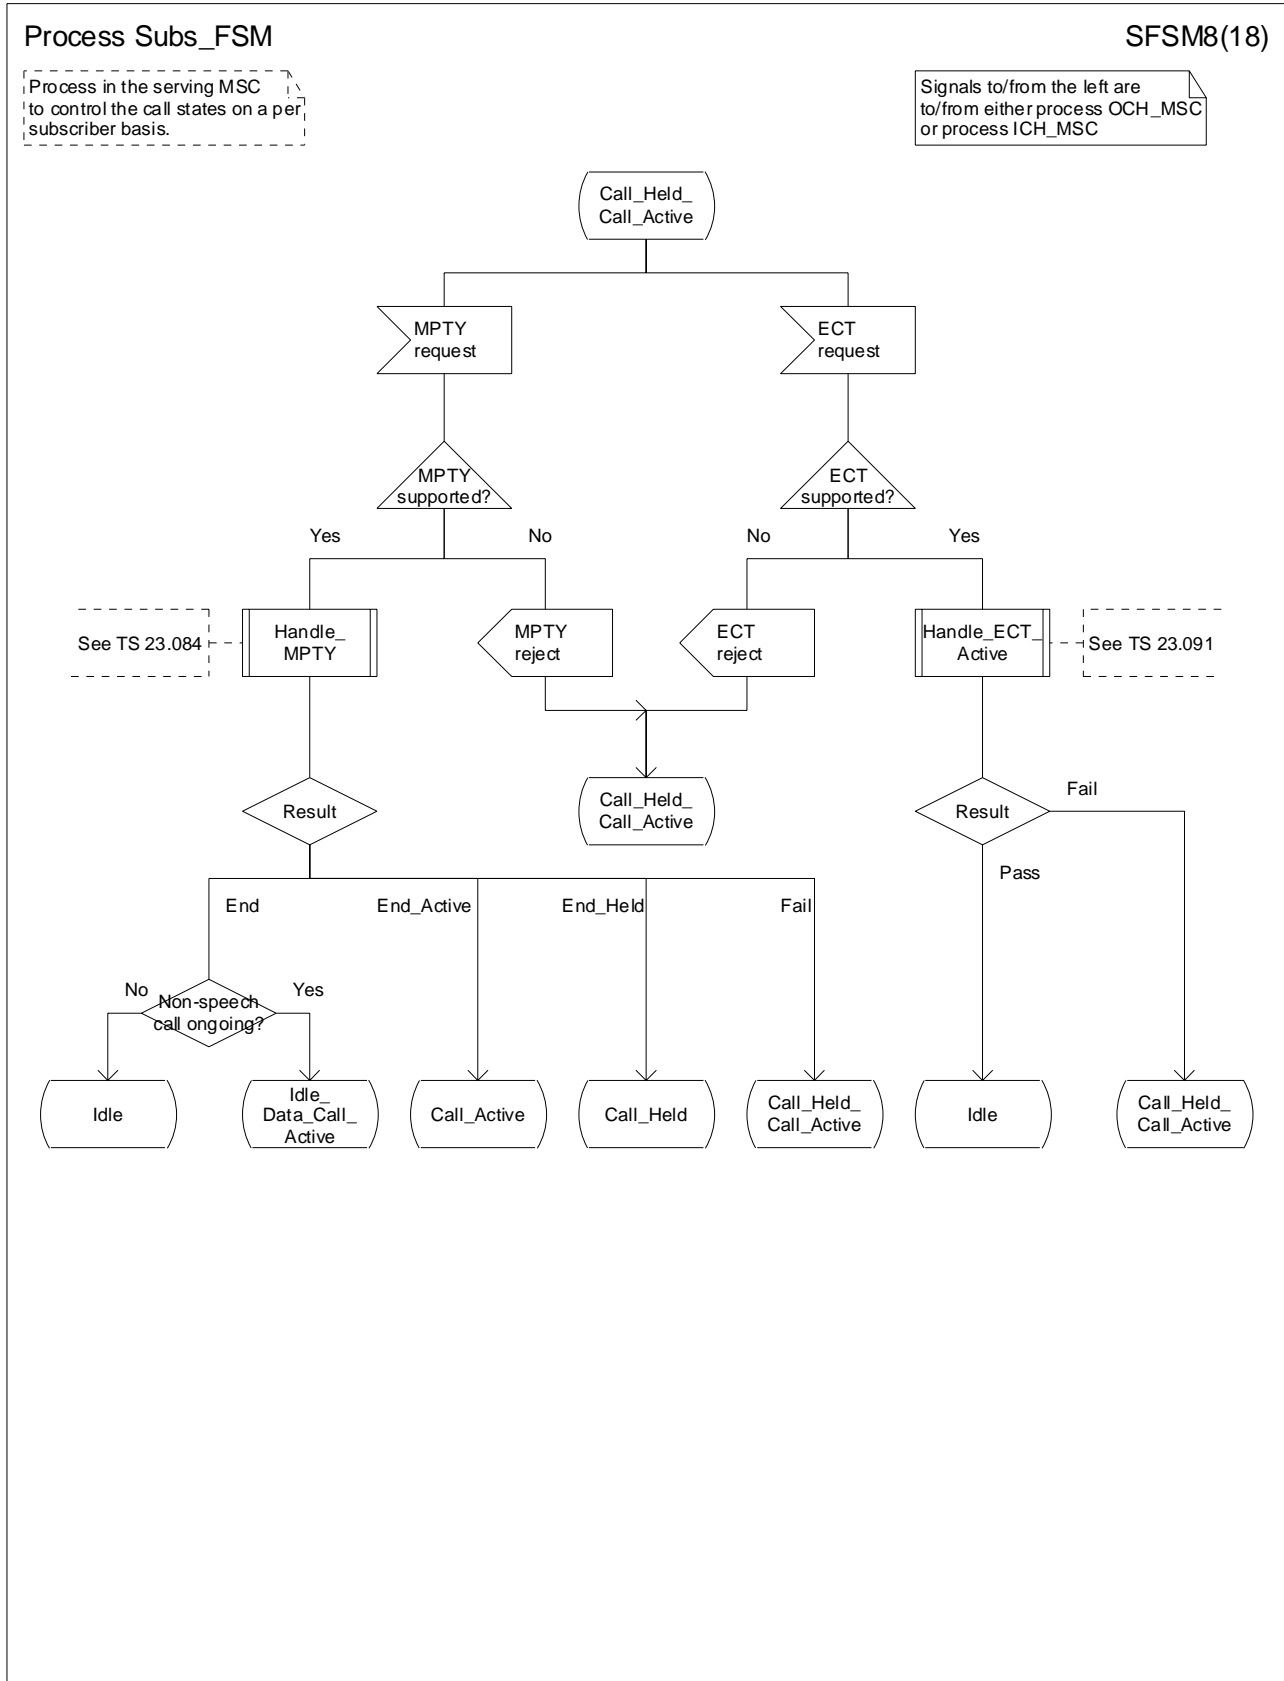 Process Subs_FSM
SFSM8(18)
Process in the serving MSC
to control the call states on a per
subscriber basis.
Signals to/from the left are
to/from either process OCH_MSC
or process ICH_MSC
Call_Held_
Call_Active
MPTY
request
ECT
request
MPTY
supported?
ECT
supported?
Yes
No
No
Yes
See TS 23.084
Handle_
MPTY
MPTY
reject
ECT
reject
Handle_ECT_
Active
See TS 23.091
Result
Call_Held_
Call_Active
Result
Fail
Pass
End
End_Active
End_Held
Fail
No
Non-speech
call ongoing?
Yes
Idle
Idle_
Data_Call_
Active
Call_Active
Call_Held
Call_Held_
Call_Active
Idle
Call_Held_
Call_Active